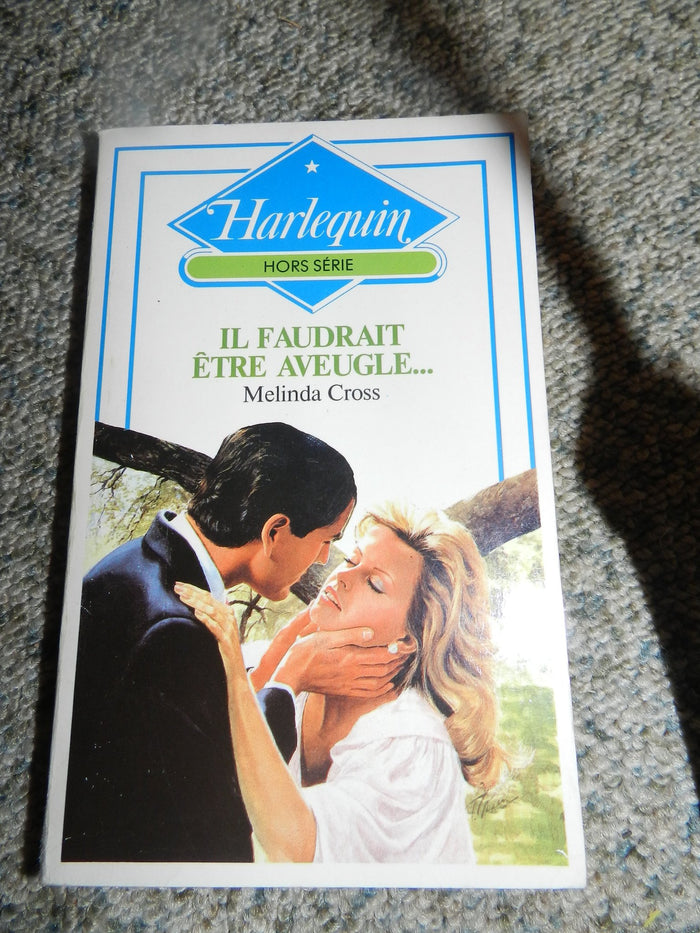 Harlequin
HORS SÉRIE
IL FAUDRAIT
ÊTRE AVEUGLE...
Melinda Cross